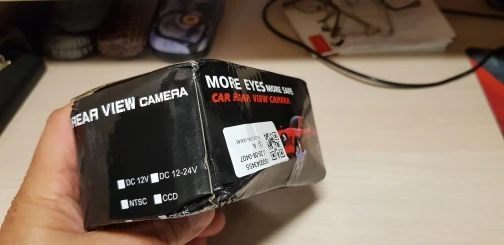 REAR VIEW CAMERA
DC 12V DC 12-24V
NTSC CCD
MORE EYES MORE SAFE
CAR REAR VIEW CAMERA